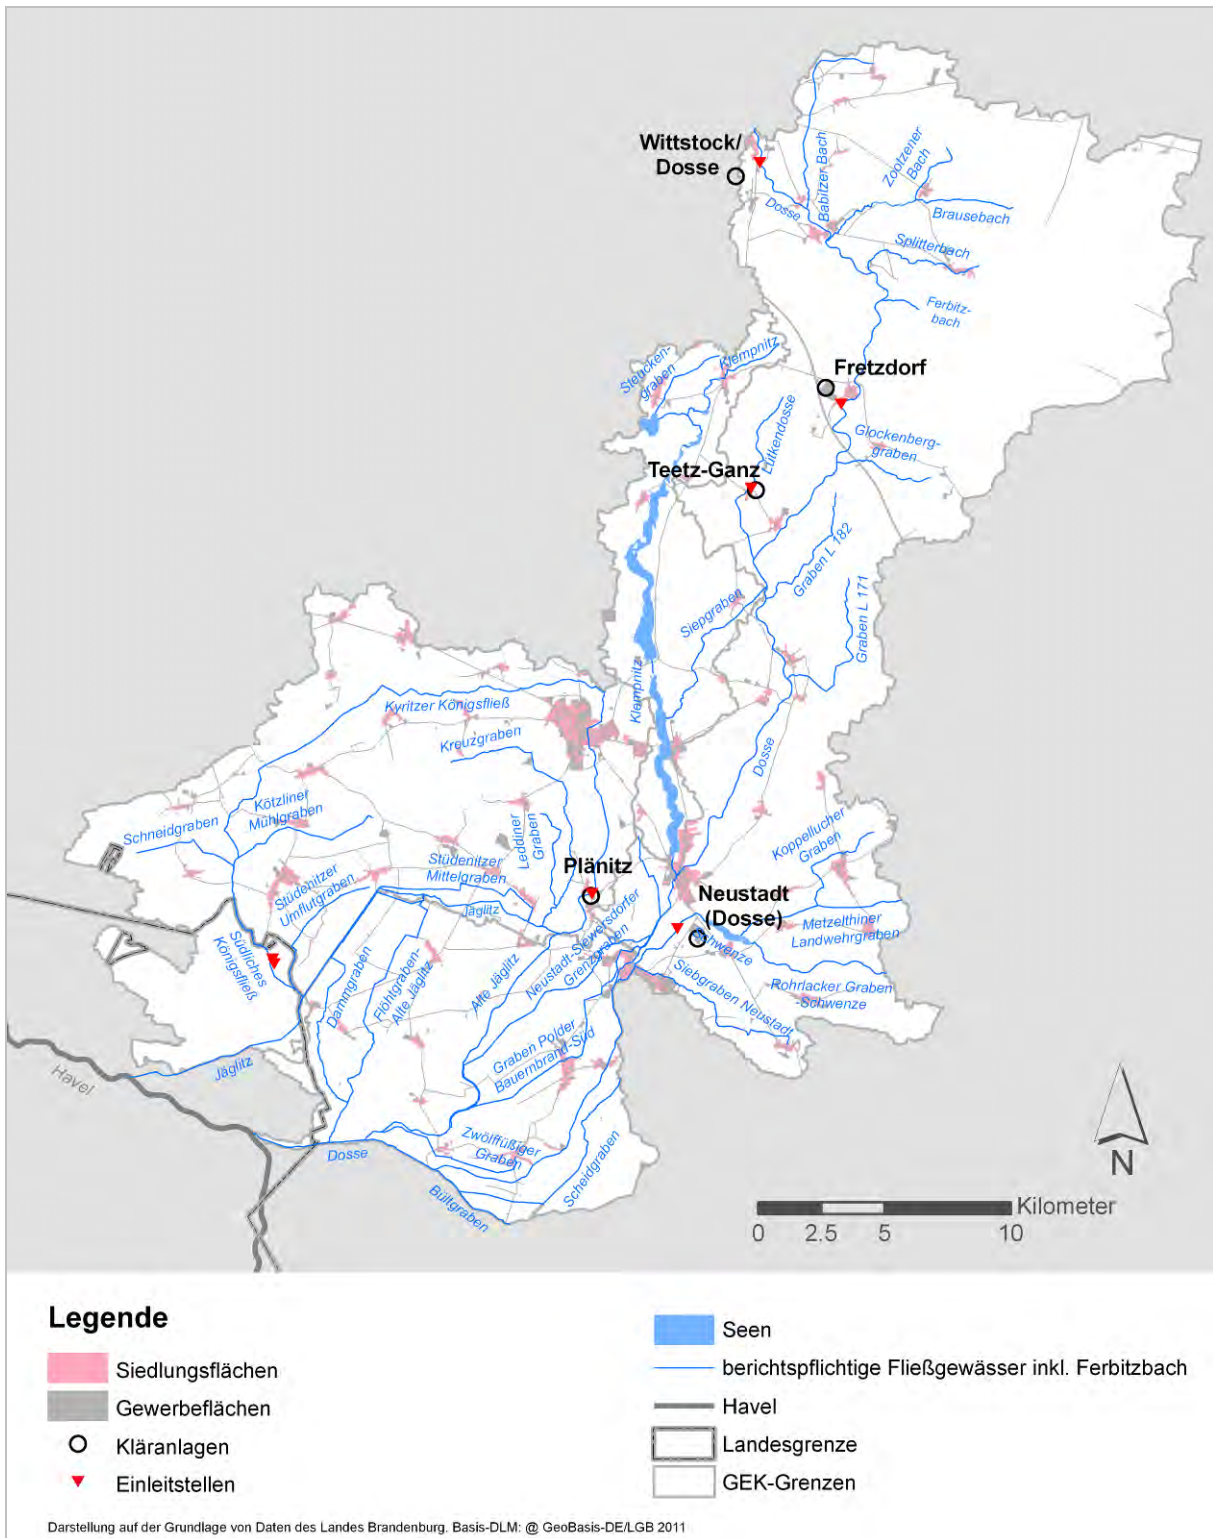 Wittstock/
Dosse
Babitzer Bach
Zootzener
Bach
Dosse
Brausebach
Splitterbach
Ferbitz-
bach
Steucken-
graben
Klempnitz
Fretzdorf
Lütkendosse
Glockenberg-
graben
Teetz-Ganz
Graben L 182
Graben L 171
Siepgraben
Klempnitz
Kyritzer Königsfließ
Kreuzgraben
Dosse
Kötzliner
Mühlgraben
Schneidgraben
Leddiner
Graben
Koppellucher
Graben
Stüdenitzer
Mittelgraben
Plänitz
Stüdenitzer
Umflutgraben
Jäglitz
Neustadt
(Dosse)
Metzelthiner
Landwehrgraben
Südliches
Königsfließ
Dammgraben
Flöhtgraben-
Alte Jäglitz
Alte Jäglitz
Neustadt-Siewersdorfer
Grenzgraben
Schwenze
Siebgraben Neustadt
Rohrlacker Graben
-Schwenze
Graben Polder
Bauernbrand-Süd
Jäglitz
Havel
Zwölffüßiger
Graben
Scheidgraben
Dosse
Bültgraben
N
Kilometer
0 2.5 5 10
Legende
Siedlungsflächen
Gewerbeflächen
Kläranlagen
Einleitstellen
Seen
berichtspflichtige Fließgewässer inkl. Ferbitzbach
Havel
Landesgrenze
GEK-Grenzen
Darstellung auf der Grundlage von Daten des Landes Brandenburg. Basis-DLM: @ GeoBasis-DE/LGB 2011